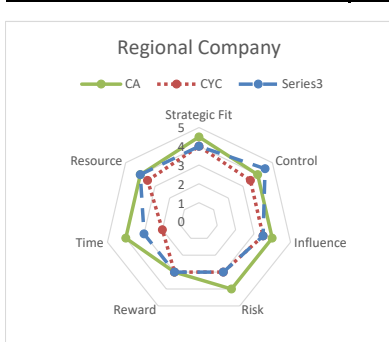 Regional Company
CA CYC Series3
Strategic Fit
5
4
3
2
1
0
Control
Influence
Risk
Reward
Time
Resource